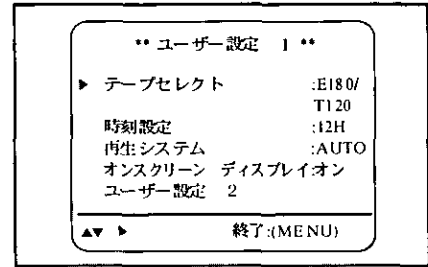 ** ユーザー設定 1 **
▶ テープセレクト :E180/
T120
時刻設定 :12H
再生システム :AUTO
オンスクリーン ディスプレイ:オン
ユーザー設定 2
▲▼ ▶ 終了:(MENU)